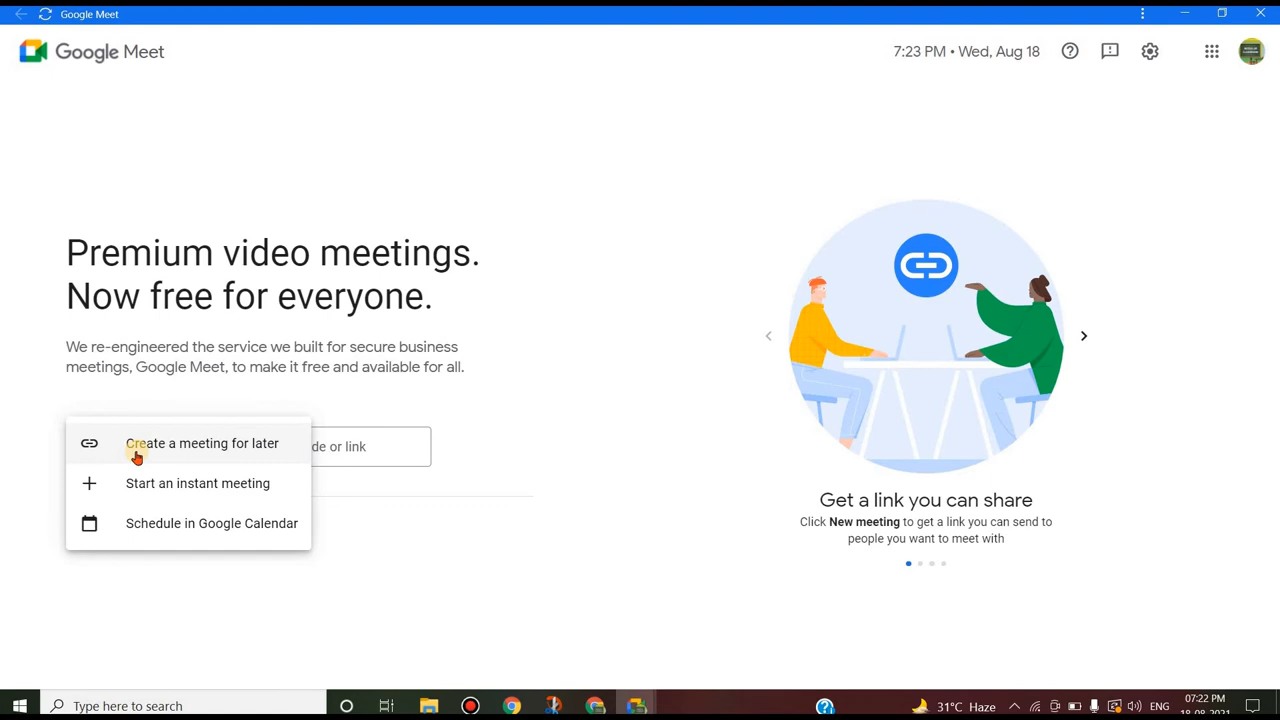 Google Meet
Google Meet
7:23 PM • Wed, Aug 18
Premium video meetings.
Now free for everyone.
We re-engineered the service we built for secure business
meetings, Google Meet, to make it free and available for all.
Create a meeting for later
de or link
Start an instant meeting
Schedule in Google Calendar
Get a link you can share
Click New meeting to get a link you can send to
people you want to meet with
Type here to search
31°C Haze
ENG
07:22 PM
18-08-2021